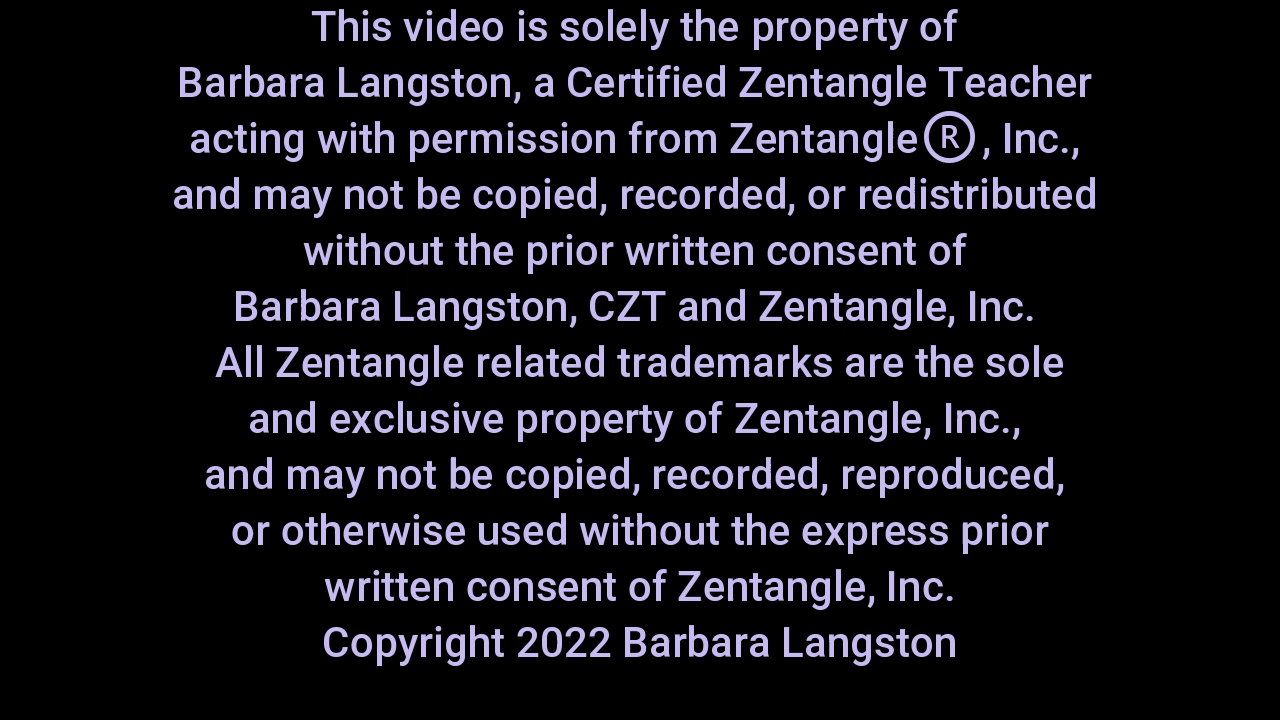 This video is solely the property of
Barbara Langston, a Certified Zentangle Teacher
acting with permission from Zentangle®, Inc.,
and may not be copied, recorded, or redistributed
without the prior written consent of
Barbara Langston, CZT and Zentangle, Inc.
All Zentangle related trademarks are the sole
and exclusive property of Zentangle, Inc.,
and may not be copied, recorded, reproduced,
or otherwise used without the express prior
written consent of Zentangle, Inc.
Copyright 2022 Barbara Langston